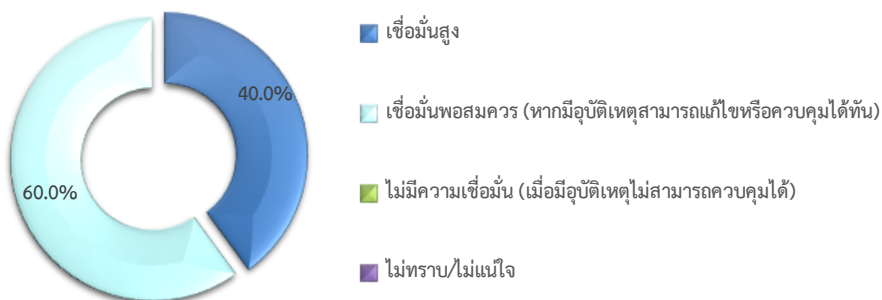 เชื่อมั่นสูง
40.0%
เชื่อมั่นพอสมควร (หากมีอุบัติเหตุสามารถแก้ไขหรือควบคุมได้ทัน)
60.0%
ไม่มีความเชื่อมั่น (เมื่อมีอุบัติเหตุไม่สามารถควบคุมได้)
ไม่ทราบ/ไม่แน่ใจ